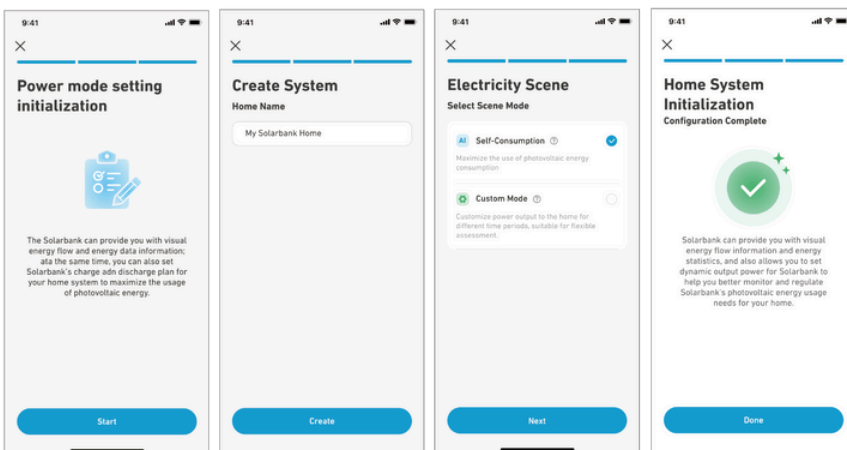 9:41
Power mode setting
initialization
The Solarbank can provide you with visual
energy flow and energy data information;
ata the same time, you can also set
Solarbank's charge adn discharge plan for
your home system to maximize the usage
of photovoltaic energy.
Start
9:41
Create System
Home Name
My Solarbank Home
Create
9:41
Electricity Scene
Select Scene Mode
AI Self-Consumption ?
Maximize the use of photovoltaic energy
consumption
Custom Mode ?
Customize power output to the home for
different time periods, suitable for flexible
assessment.
Next
9:41
Home System
Initialization
Configuration Complete
Solarbank can provide you with visual
energy flow information and energy
statistics, and also allows you to set
dynamic output power for Solarbank to
help you better monitor and regulate
Solarbank's photovoltaic energy usage
needs for your home.
Done